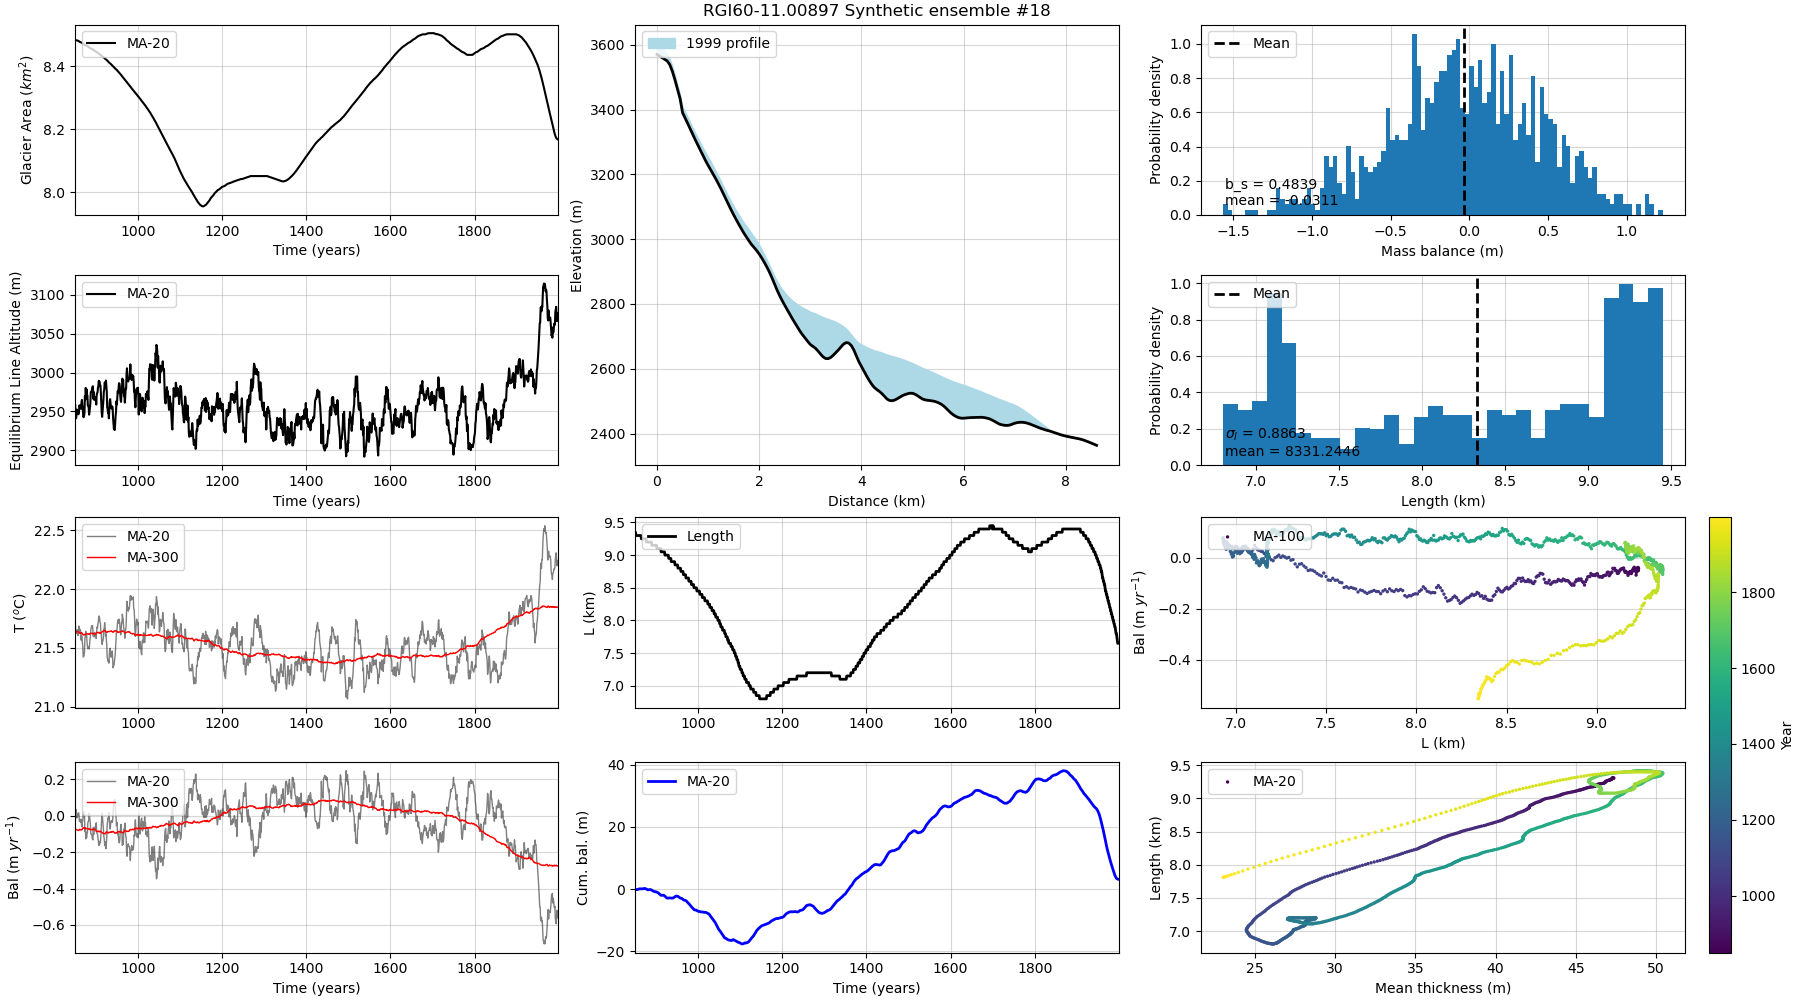 RGI60-11.00897 Synthetic ensemble #18
Glacier Area (km²)
8.4
8.2
8.0
MA-20
1000 1200 1400 1600 1800
Time (years)
Elevation (m)
3600
3400
3200
3000
2800
2600
2400
1999 profile
0 2 4 6 8
Distance (km)
Probability density
1.0
0.8
0.6
0.4
0.2
0.0
Mean
b_s = 0.4839
mean = -0.0311
−1.5 −1.0 −0.5 0.0 0.5 1.0
Mass balance (m)
Equilibrium Line Altitude (m)
3100
3050
3000
2950
2900
MA-20
1000 1200 1400 1600 1800
Time (years)
Probability density
1.0
0.8
0.6
0.4
0.2
0.0
Mean
σl = 0.8863
mean = 8331.2446
7.0 7.5 8.0 8.5 9.0 9.5
Length (km)
T (°C)
22.5
22.0
21.5
21.0
MA-20
MA-300
1000 1200 1400 1600 1800
L (km)
9.5
9.0
8.5
8.0
7.5
7.0
Length
1000 1200 1400 1600 1800
Bal (m yr⁻¹)
0.0
−0.2
−0.4
MA-100
7.0 7.5 8.0 8.5 9.0
L (km)
Bal (m yr⁻¹)
0.2
0.0
−0.2
−0.4
−0.6
MA-20
MA-300
1000 1200 1400 1600 1800
Time (years)
Cum. bal. (m)
40
20
0
−20
MA-20
1000 1200 1400 1600 1800
Time (years)
Length (km)
9.5
9.0
8.5
8.0
7.5
7.0
MA-20
25 30 35 40 45 50
Mean thickness (m)
1800
1600
1400
1200
1000
Year